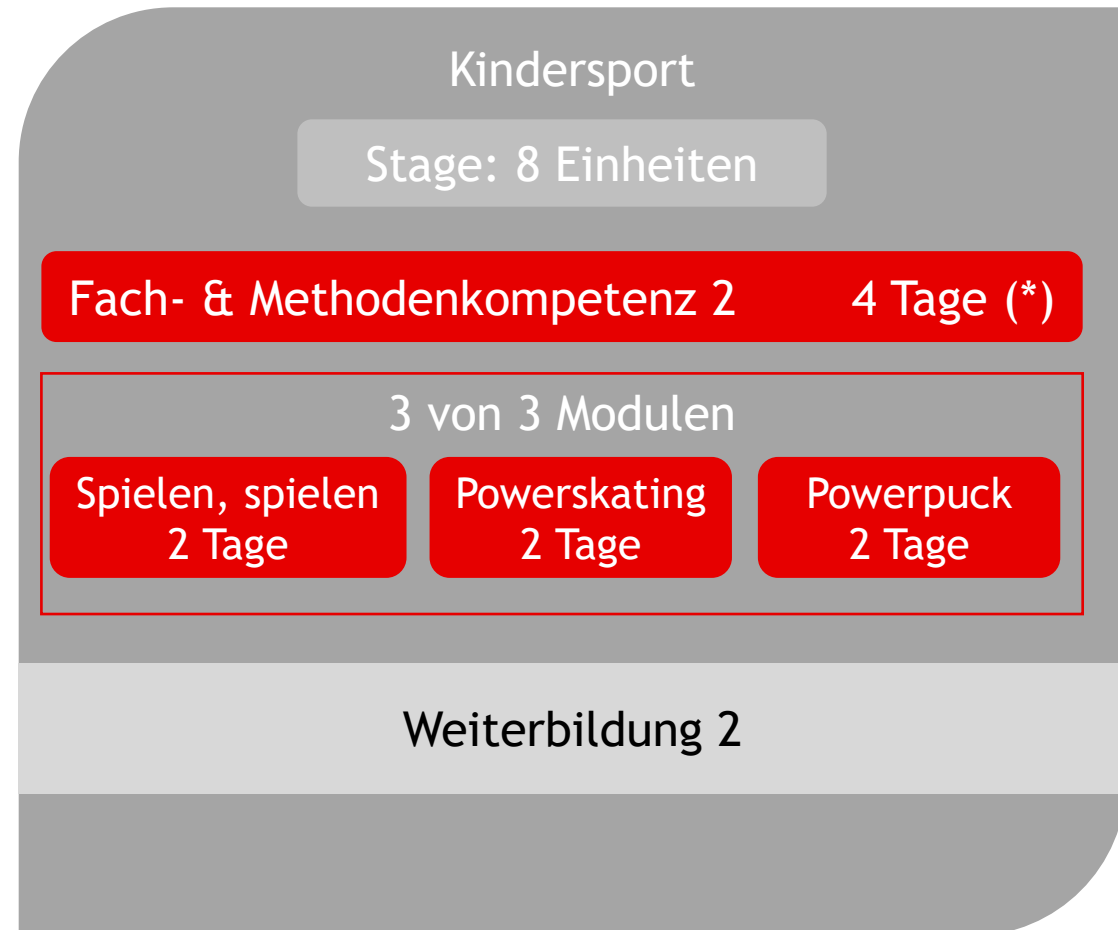 Kindersport
Stage: 8 Einheiten
Fach- & Methodenkompetenz 2 4 Tage (*)
3 von 3 Modulen
Spielen, spielen
2 Tage
Powerskating
2 Tage
Powerpuck
2 Tage
Weiterbildung 2